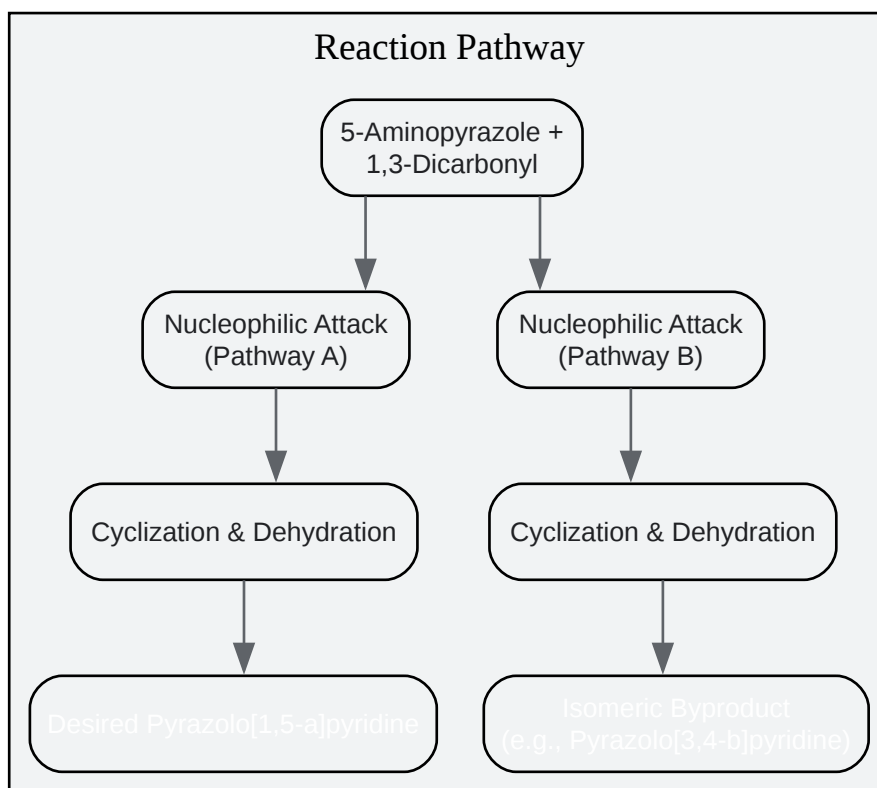 Reaction Pathway
5-Aminopyrazole +
1,3-Dicarbonyl
Nucleophilic Attack
(Pathway A)
Nucleophilic Attack
(Pathway B)
Cyclization & Dehydration
Cyclization & Dehydration
Desired Pyrazolo[1,5-a]pyridine
Isomeric Byproduct
(e.g., Pyrazolo[3,4-b]pyridine)